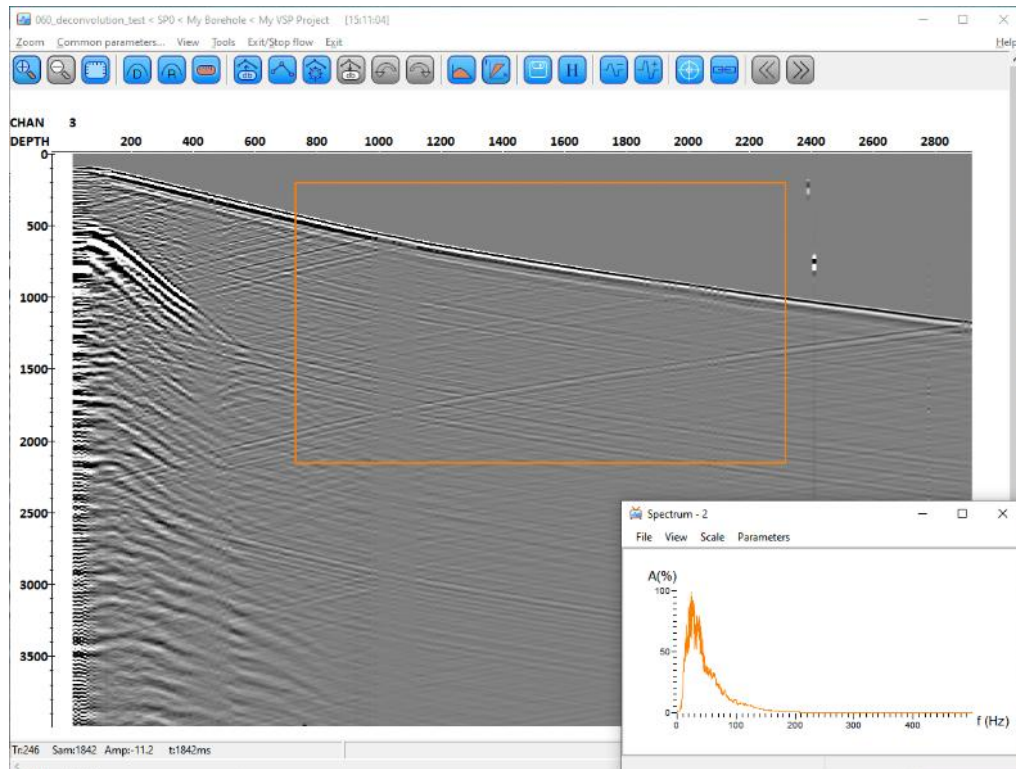 060_deconvolution_test < SP0 < My Borehole < My VSP Project    [15:11:04]
Zoom Common parameters... View Tools Exit/Stop flow Exit Help
D R db db H
CHAN 3
DEPTH 200 400 600 800 1000 1200 1400 1600 1800 2000 2200 2400 2600 2800
0
500
1000
1500
2000
2500
3000
3500
Spectrum - 2
File View Scale Parameters
A(%)
100
50
0
0 100 200 300 400 f (Hz)
Tr:246 Sam:1842 Amp:-11.2 t:1842ms